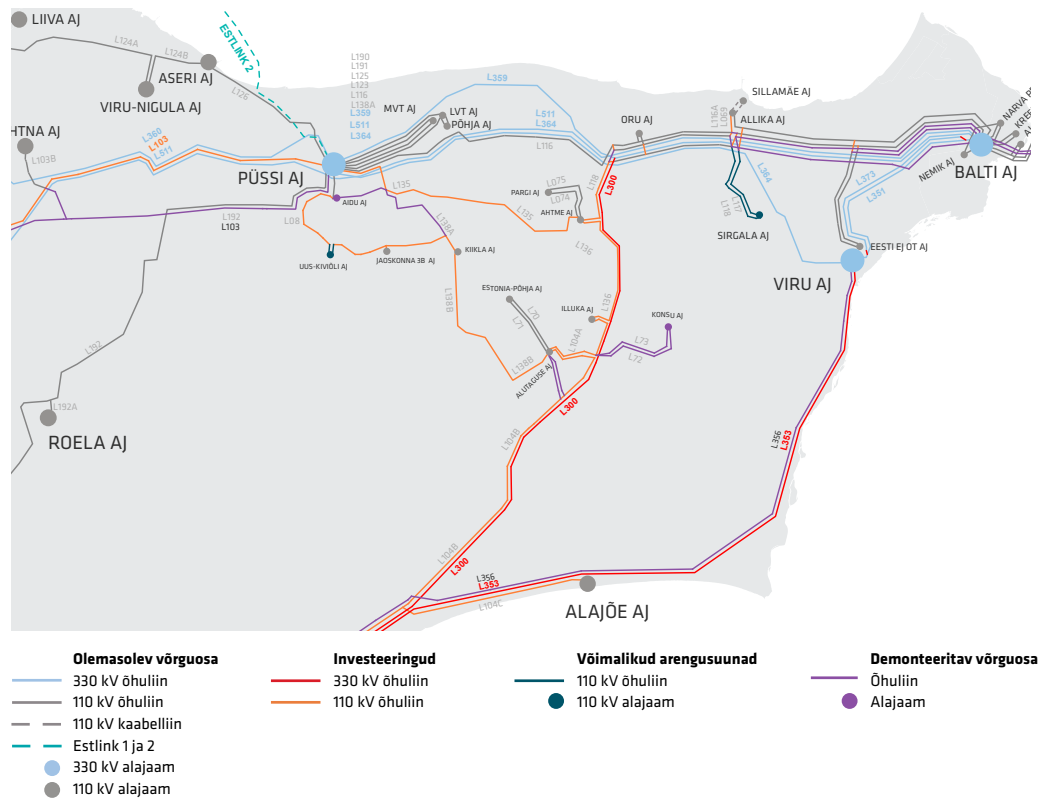 LIIVA AJ
L124A
L124B
ESTLINK 2
ASERI AJ
VIRU-NIGULA AJ
L126
L190
L191
L125
L123
L116
L138A
L359
L511
L364
MVT AJ
LVT AJ
PÕHJA AJ
L359
L511
L364
L116
ORU AJ
SILLAMÄE AJ
L116A
L069
ALLIKA AJ
NARVA
NEMIK AJ
BALTI AJ
HTNA AJ
L103B
L360
L103
L511
PÜSSI AJ
AIDU AJ
L135
L192
L103
L08
L138A
UUS-KIVIÕLI AJ
JAOSKONNA 3B AJ
KIIKLA AJ
PARGI AJ
L075
L074
AHTME AJ
L135
L118
L300
L136
L364
L117
L118
SIRGALA AJ
L373
L351
EESTI EJ OT AJ
VIRU AJ
L138B
ESTONIA-PÕHJA AJ
L70
L71
ILLUKA AJ
L136
L104A
KONSU AJ
L73
L72
L138B
ALUTAGUSE AJ
L192
L192A
ROELA AJ
L300
L104B
L356
L353
L104B
L300
L356
L353
L104C
ALAJÕE AJ
Olemasolev võrguosa
330 kV õhuliin
110 kV õhuliin
110 kV kaabelliin
Estlink 1 ja 2
330 kV alajaam
110 kV alajaam
Investeeringud
330 kV õhuliin
110 kV õhuliin
Võimalikud arengusuunad
110 kV õhuliin
110 kV alajaam
Demonteeritav võrguosa
Õhuliin
Alajaam